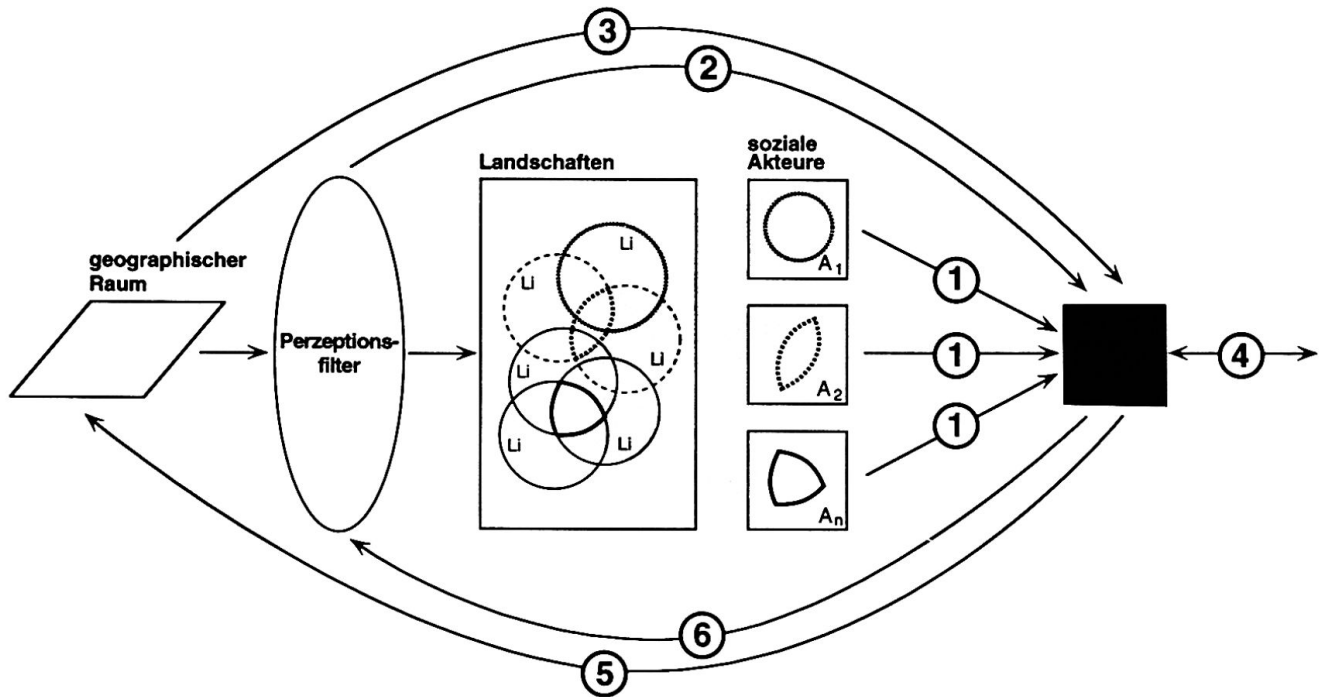 3
2
Landschaften
soziale
Akteure
Li
A1
geographischer
Raum
Li
1
Perzeptions-
filter
Li
Li
A2
1
4
Li
Li
An
1
6
5